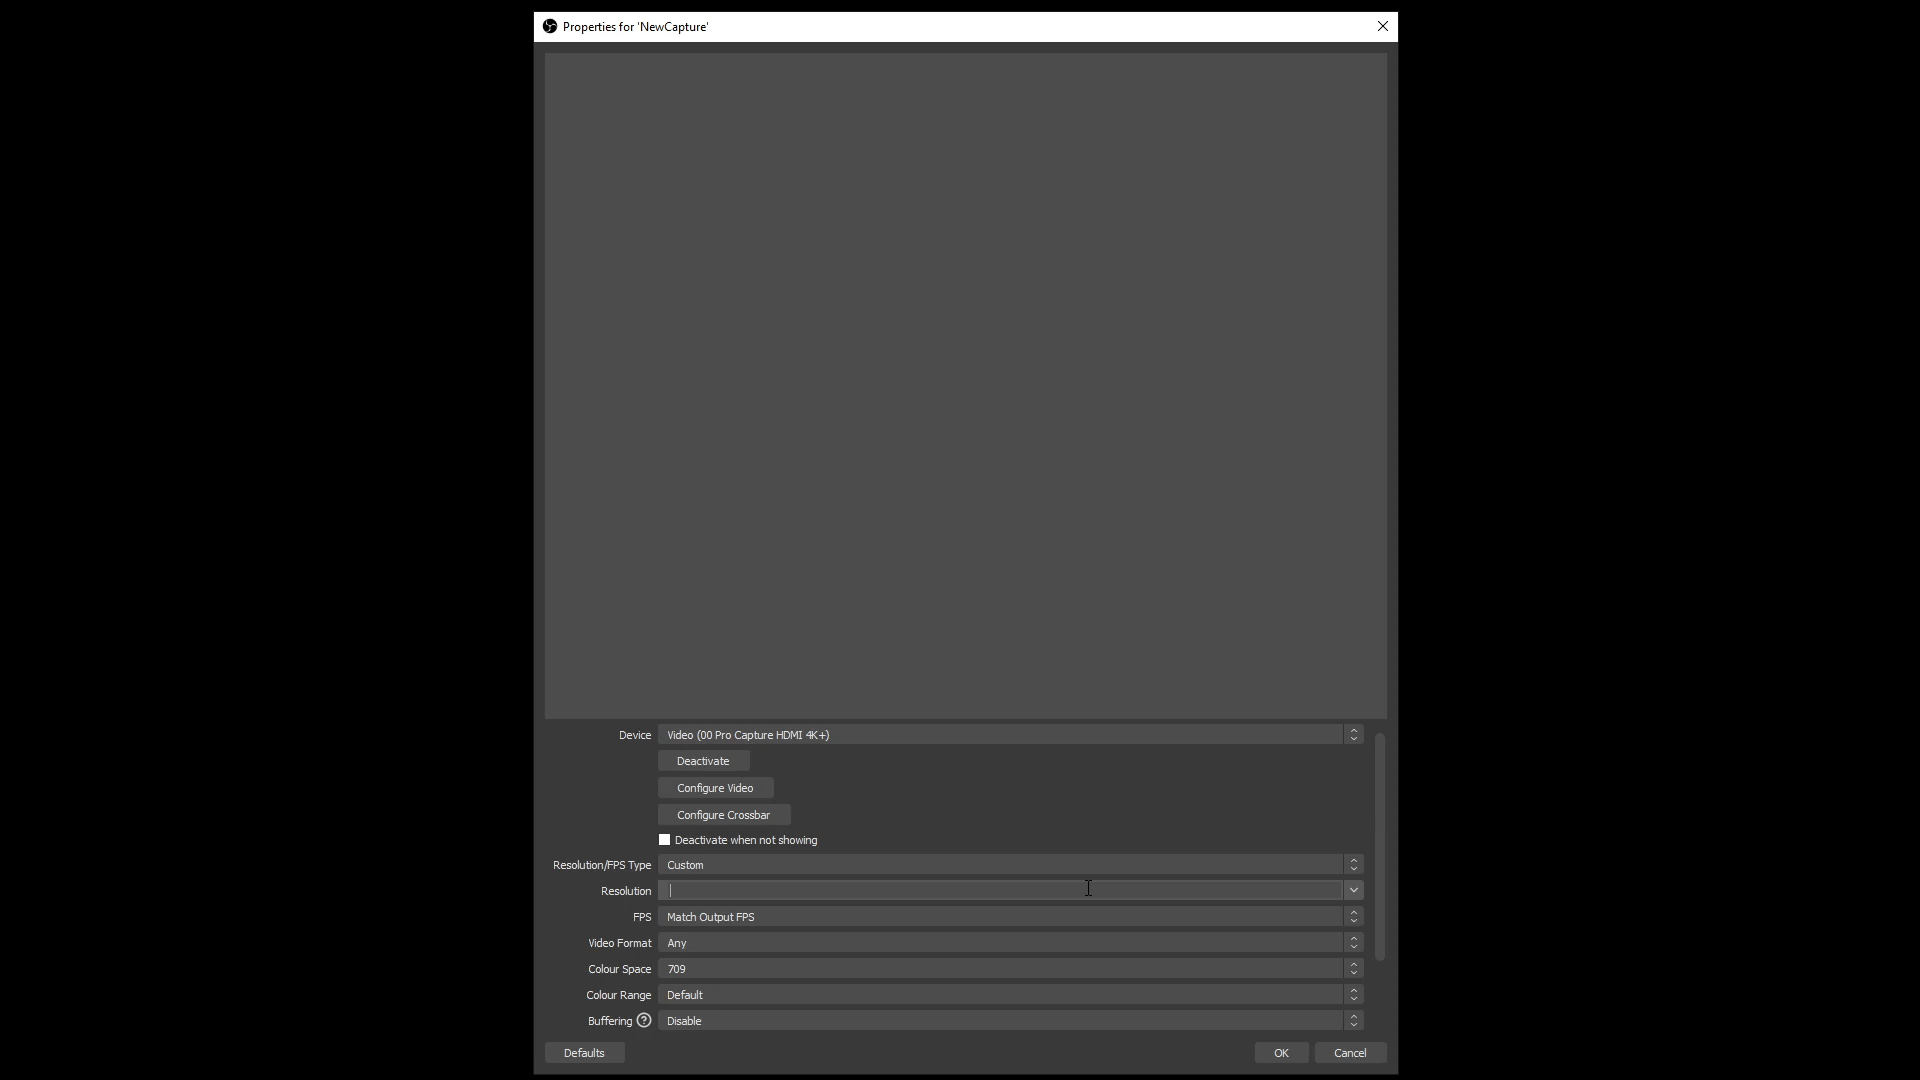 Properties for 'NewCapture'
Device Video (00 Pro Capture HDMI 4K+)
Deactivate
Configure Video
Configure Crossbar
Deactivate when not showing
Resolution/FPS Type Custom
Resolution
FPS Match Output FPS
Video Format Any
Colour Space 709
Colour Range Default
Buffering ? Disable
Defaults OK Cancel